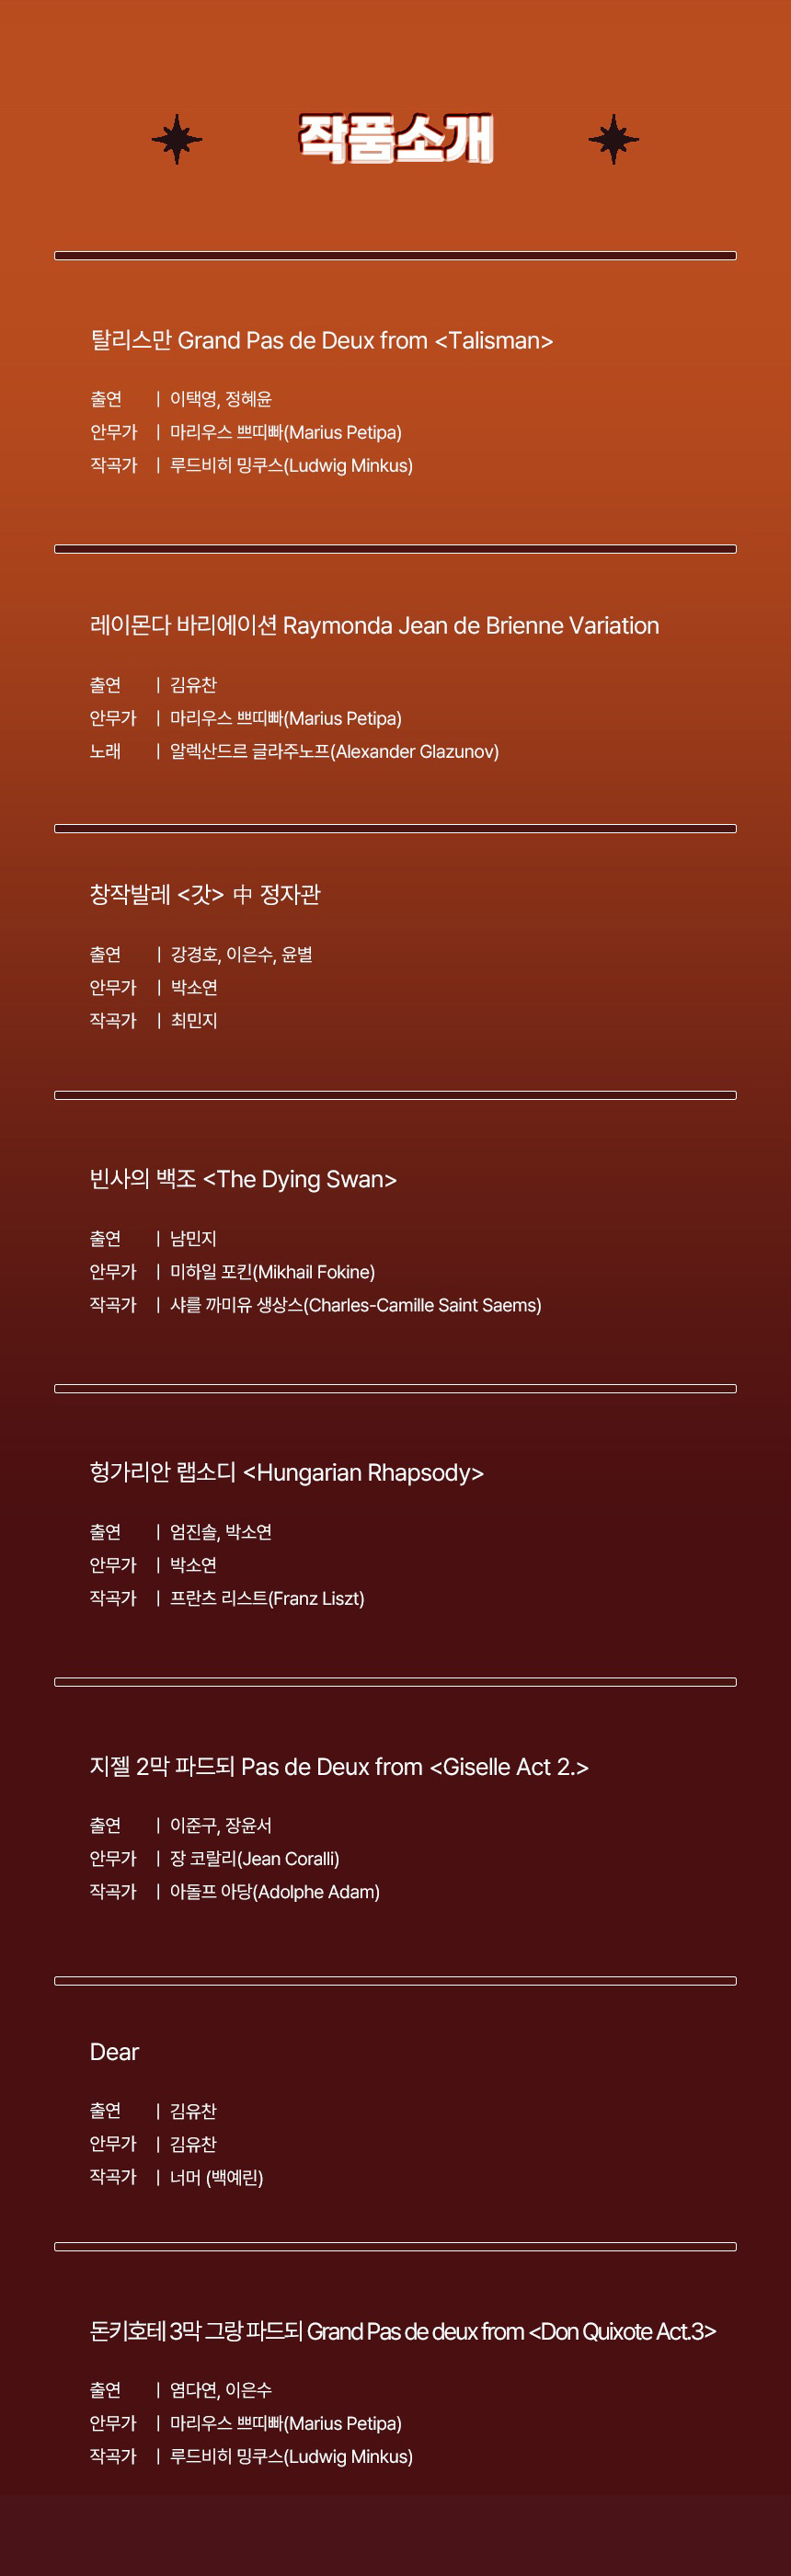 작품소개
탈리스만 Grand Pas de Deux from <Talisman>
출연 | 이택영, 정혜윤
안무가 | 마리우스 쁘띠빠(Marius Petipa)
작곡가 | 루드비히 밍쿠스(Ludwig Minkus)
레이몬다 바리에이션 Raymonda Jean de Brienne Variation
출연 | 김유찬
안무가 | 마리우스 쁘띠빠(Marius Petipa)
노래 | 알렉산드르 글라주노프(Alexander Glazunov)
창작발레 <갓> 中 정자관
출연 | 강경호, 이은수, 윤별
안무가 | 박소연
작곡가 | 최민지
빈사의 백조 <The Dying Swan>
출연 | 남민지
안무가 | 미하일 포킨(Mikhail Fokine)
작곡가 | 샤를 까미유 생상스(Charles-Camille Saint Saems)
헝가리안 랩소디 <Hungarian Rhapsody>
출연 | 엄진솔, 박소연
안무가 | 박소연
작곡가 | 프란츠 리스트(Franz Liszt)
지젤 2막 파드되 Pas de Deux from <Giselle Act 2.>
출연 | 이준구, 장윤서
안무가 | 장 코랄리(Jean Coralli)
작곡가 | 아돌프 아당(Adolphe Adam)
Dear
출연 | 김유찬
안무가 | 김유찬
작곡가 | 너머 (백예린)
돈키호테 3막 그랑 파드되 Grand Pas de deux from <Don Quixote Act.3>
출연 | 염다연, 이은수
안무가 | 마리우스 쁘띠빠(Marius Petipa)
작곡가 | 루드비히 밍쿠스(Ludwig Minkus)